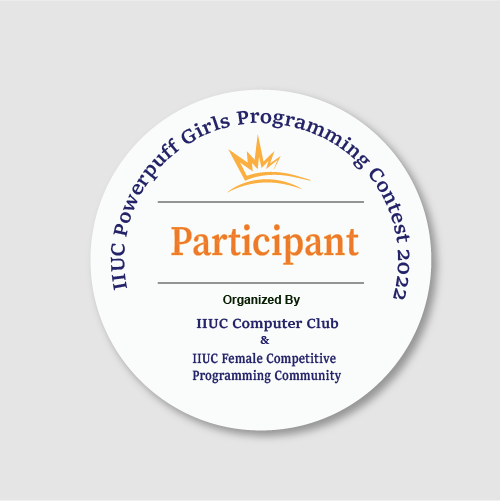 IIUC Powerpuff Girls Programming Contest 2022
Participant
Organized By
IIUC Computer Club
&
IIUC Female Competitive
Programming Community